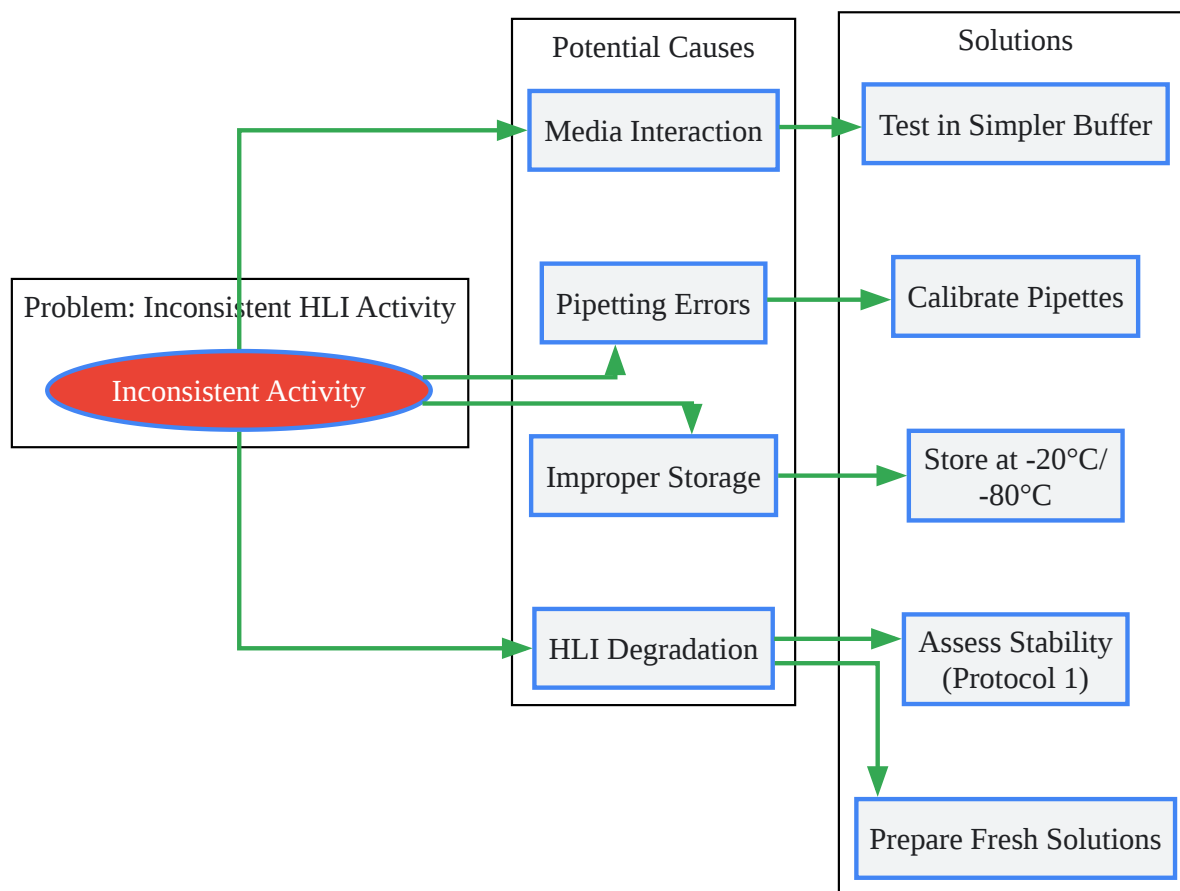 Problem: Inconsistent HLI Activity
Inconsistent Activity
Potential Causes
Media Interaction
Pipetting Errors
Improper Storage
HLI Degradation
Solutions
Test in Simpler Buffer
Calibrate Pipettes
Store at -20°C/
-80°C
Assess Stability
(Protocol 1)
Prepare Fresh Solutions